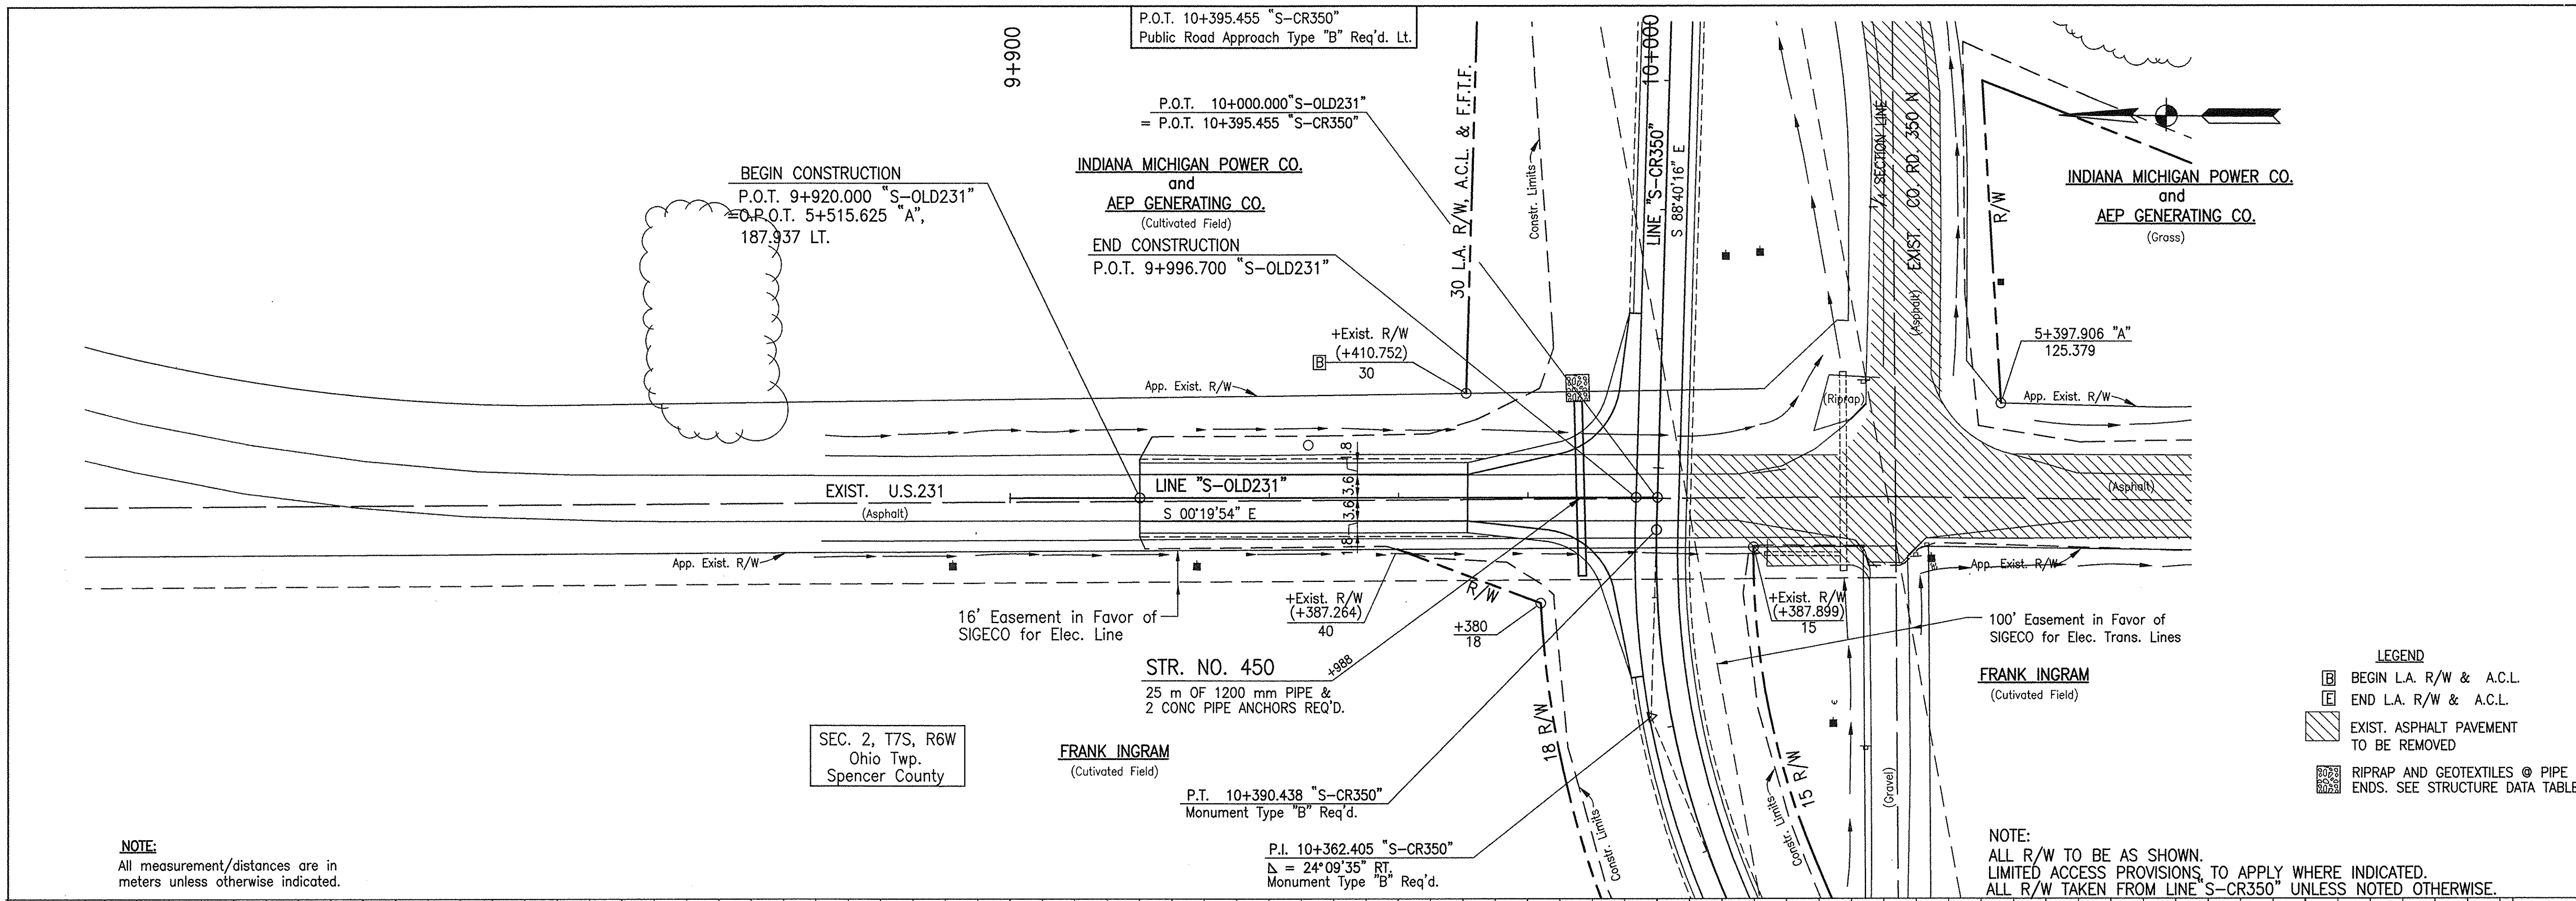 P.O.T. 10+395.455 "S-CR350"
Public Road Approach Type "B" Req'd. Lt.
9+900
10+000
P.O.T. 10+000.000 "S-OLD231"
= P.O.T. 10+395.455 "S-CR350"
INDIANA MICHIGAN POWER CO.
and
AEP GENERATING CO.
(Cultivated Field)
BEGIN CONSTRUCTION
P.O.T. 9+920.000 "S-OLD231"
=O.P.O.T. 5+515.625 "A",
187.937 LT.
END CONSTRUCTION
P.O.T. 9+996.700 "S-OLD231"
30 L.A. R/W, A.C.L. & F.F.T.F.
Constr. Limits
LINE "S-CR350"
S 88°40'16" E
1/4 SECTION LINE
EXIST. CO. RD. 350 N
(Asphalt)
R/W
INDIANA MICHIGAN POWER CO.
and
AEP GENERATING CO.
(Grass)
5+397.906 "A"
125.379
+Exist. R/W
B
(+410.752)
30
App. Exist. R/W
(Riprap)
App. Exist. R/W
EXIST. U.S.231
(Asphalt)
LINE "S-OLD231"
S 00°19'54" E
1.8
3.6
3.6
1.8
(Asphalt)
App. Exist. R/W
App. Exist. R/W
16' Easement in Favor of
SIGECO for Elec. Line
+Exist. R/W
(+387.264)
40
R/W
+380
18
+Exist. R/W
(+387.899)
15
100' Easement in Favor of
SIGECO for Elec. Trans. Lines
STR. NO. 450
+988
25 m OF 1200 mm PIPE &
2 CONC PIPE ANCHORS REQ'D.
FRANK INGRAM
(Cutivated Field)
LEGEND
B BEGIN L.A. R/W & A.C.L.
E END L.A. R/W & A.C.L.
EXIST. ASPHALT PAVEMENT
TO BE REMOVED
RIPRAP AND GEOTEXTILES @ PIPE
ENDS. SEE STRUCTURE DATA TABLE
SEC. 2, T7S, R6W
Ohio Twp.
Spencer County
FRANK INGRAM
(Cutivated Field)
18 R/W
Constr. Limits
15 R/W
Constr. Limits
(Gravel)
P.T. 10+390.438 "S-CR350"
Monument Type "B" Req'd.
P.I. 10+362.405 "S-CR350"
Δ = 24°09'35" RT.
Monument Type "B" Req'd.
NOTE:
All measurement/distances are in
meters unless otherwise indicated.
NOTE:
ALL R/W TO BE AS SHOWN.
LIMITED ACCESS PROVISIONS TO APPLY WHERE INDICATED.
ALL R/W TAKEN FROM LINE "S-CR350" UNLESS NOTED OTHERWISE.